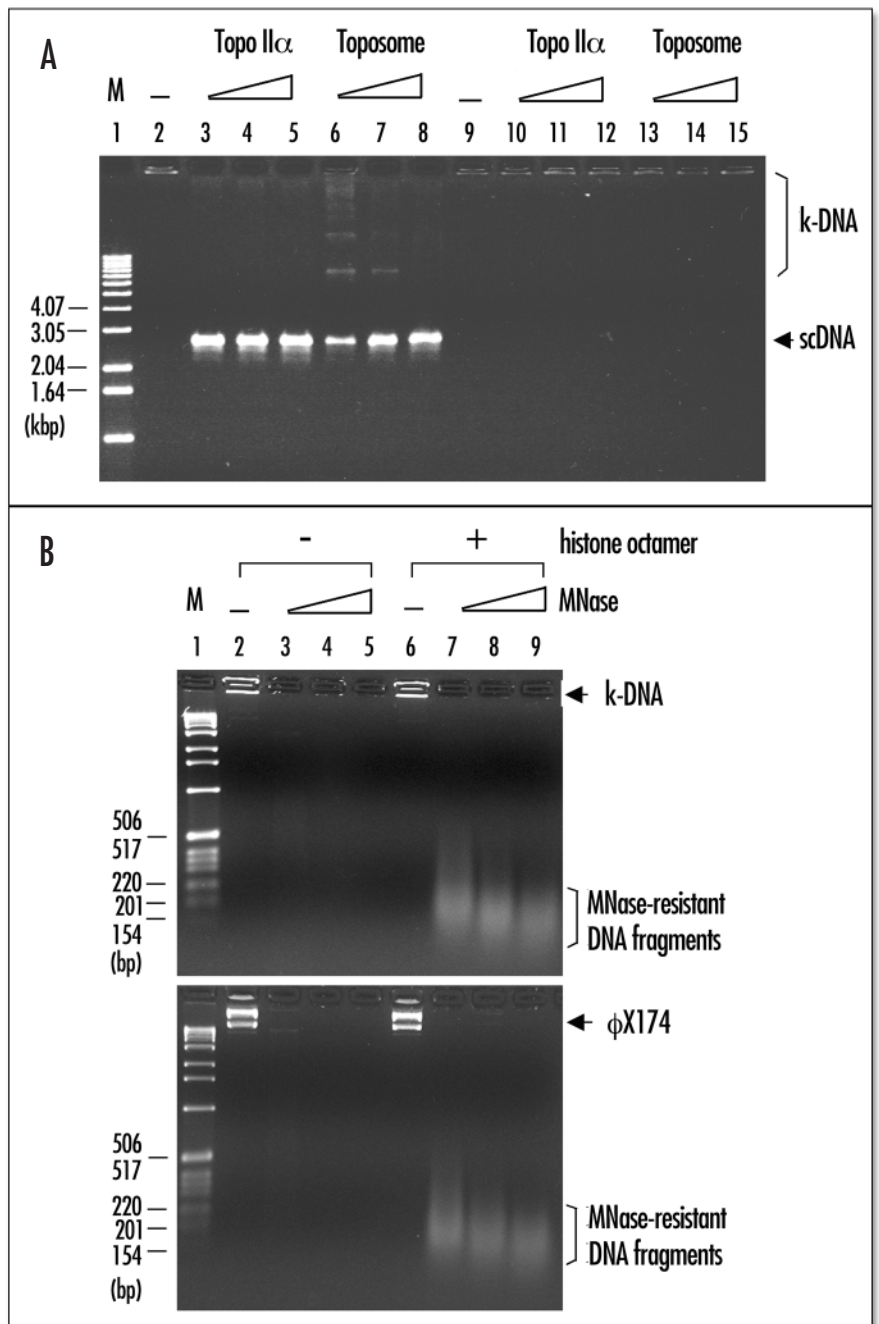 A
Topo IIα Toposome Topo IIα Toposome
M – –
1 2 3 4 5 6 7 8 9 10 11 12 13 14 15
k-DNA
4.07
3.05
scDNA
2.04
1.64
(kbp)
B
- + histone octamer
M – – MNase
1 2 3 4 5 6 7 8 9
k-DNA
506
517
220
201
154
(bp)
MNase-resistant
DNA fragments
ϕX174
506
517
220
201
154
(bp)
MNase-resistant
DNA fragments